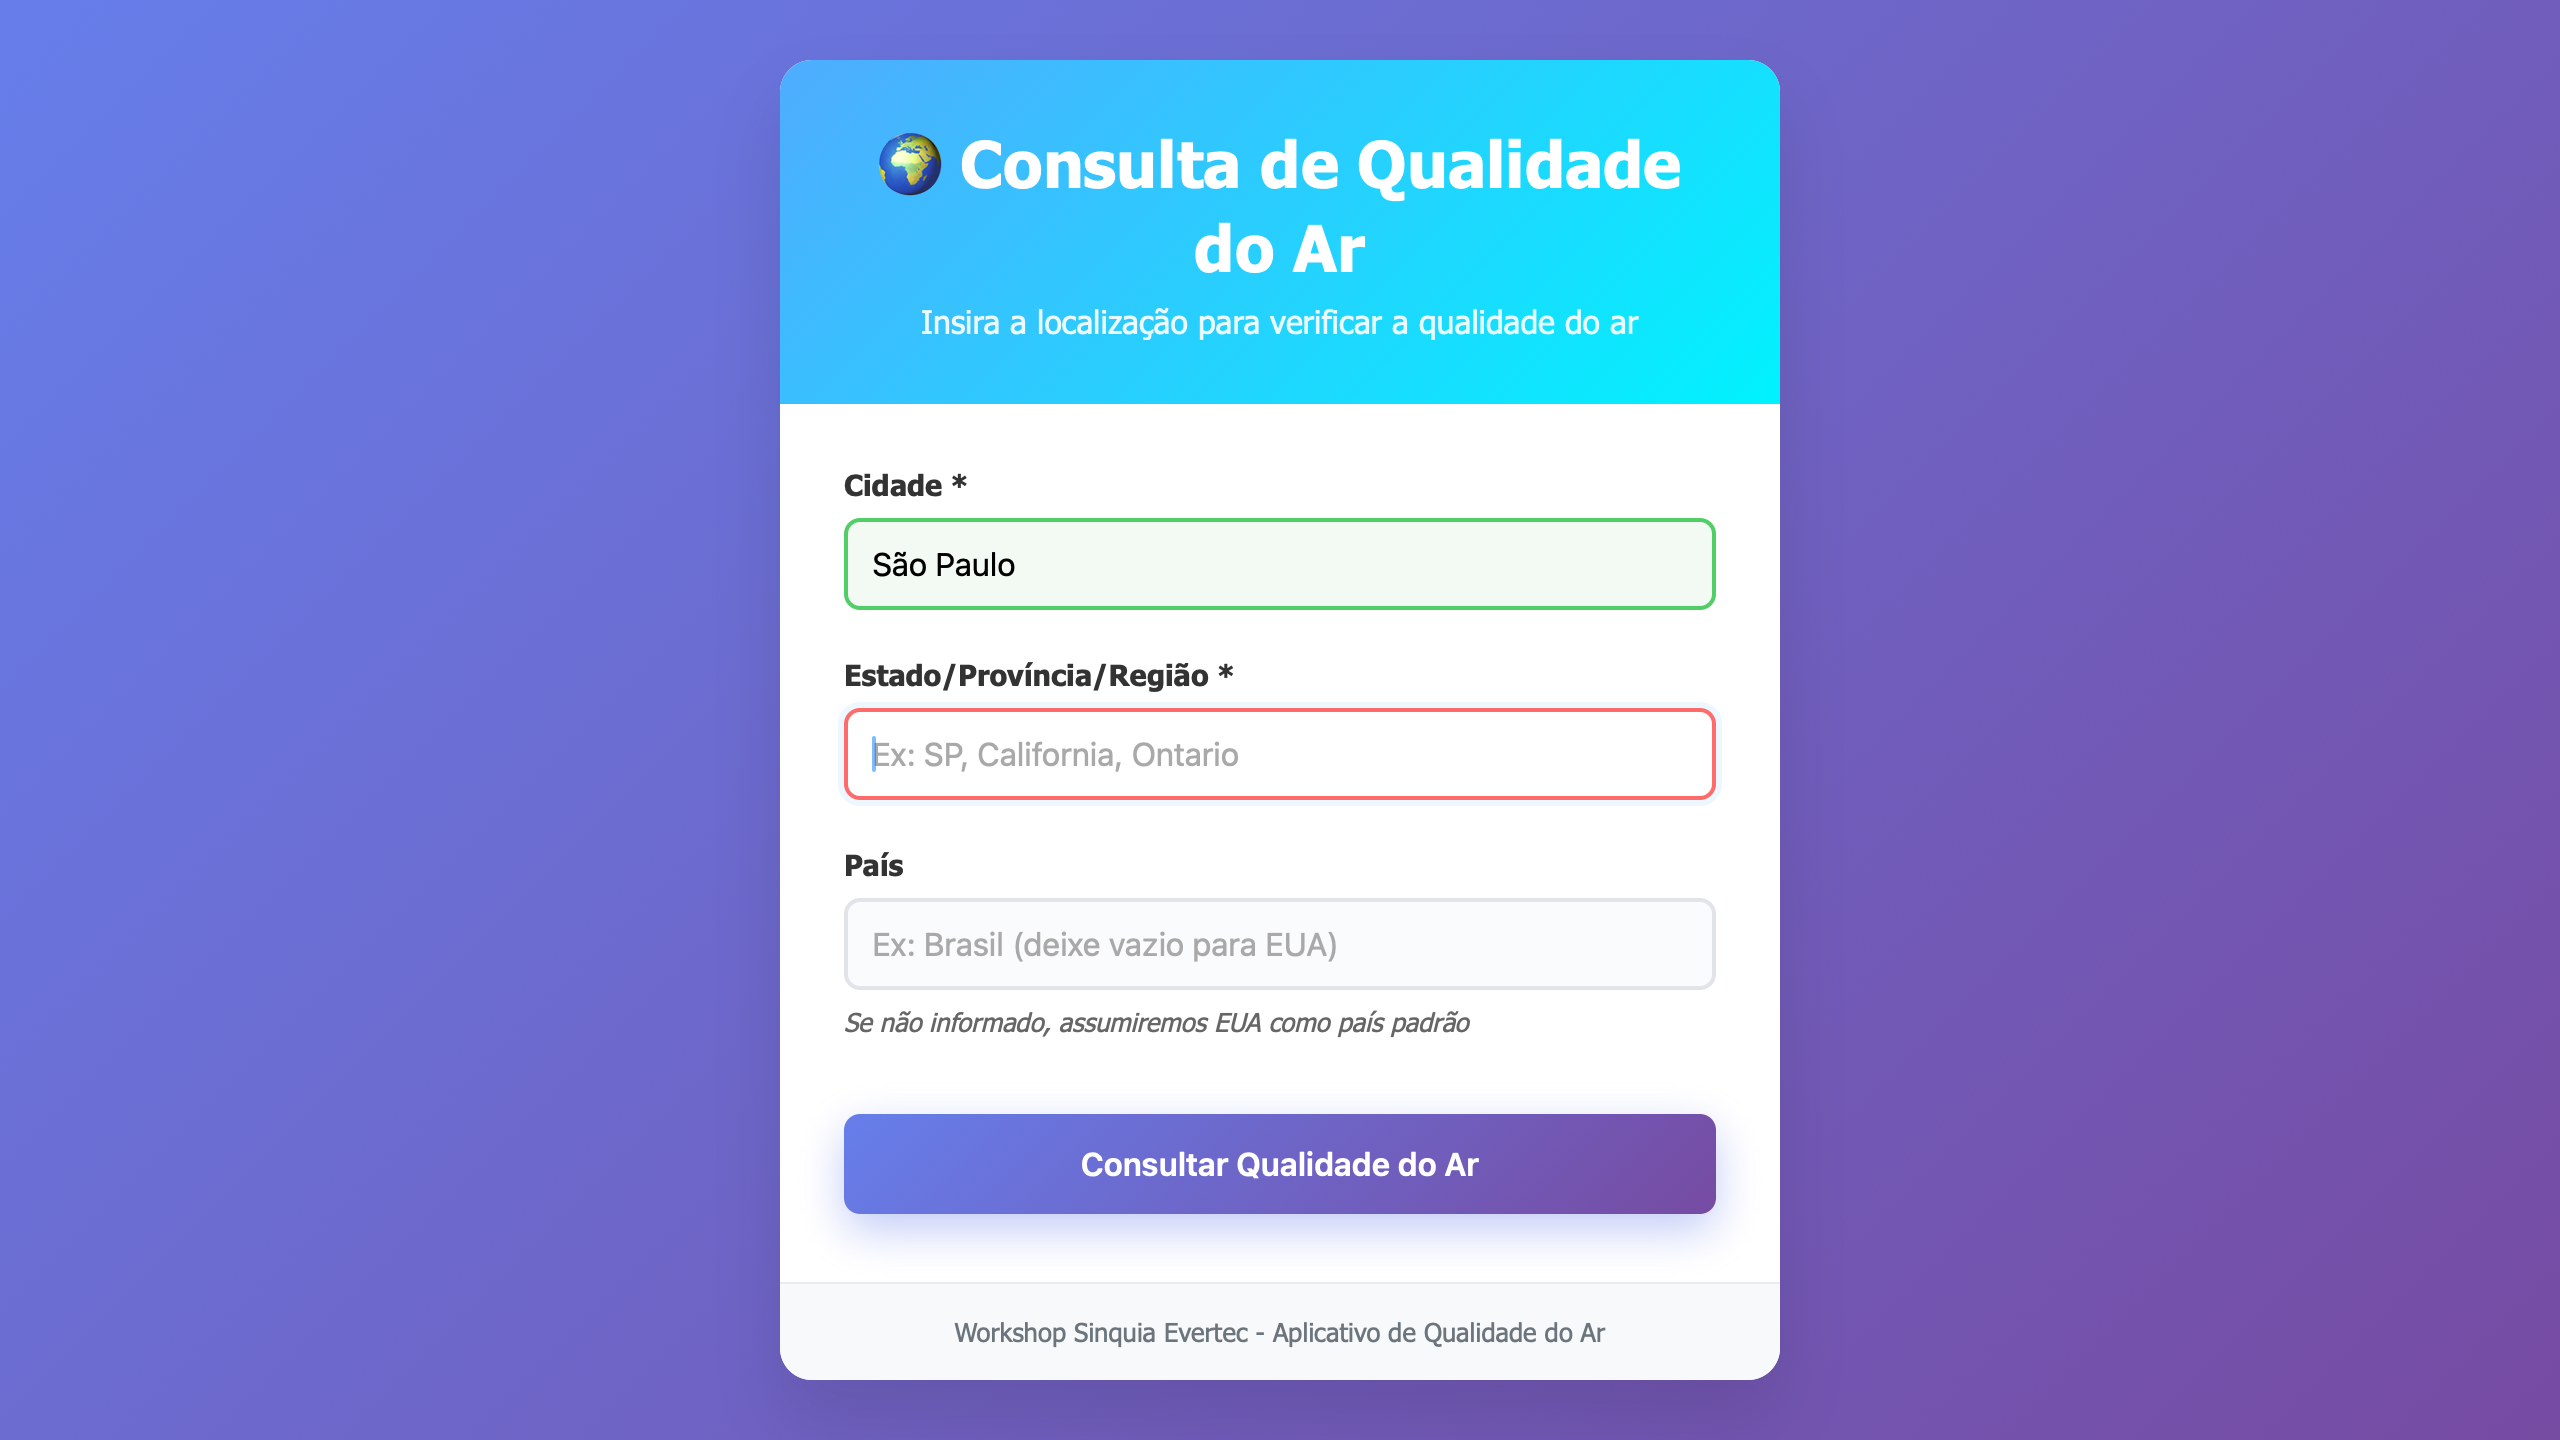 Consulta de Qualidade
do Ar
Insira a localização para verificar a qualidade do ar
Cidade *
São Paulo
Estado/Província/Região *
Ex: SP, California, Ontario
País
Ex: Brasil (deixe vazio para EUA)
Se não informado, assumiremos EUA como país padrão
Consultar Qualidade do Ar
Workshop Sinquia Evertec - Aplicativo de Qualidade do Ar